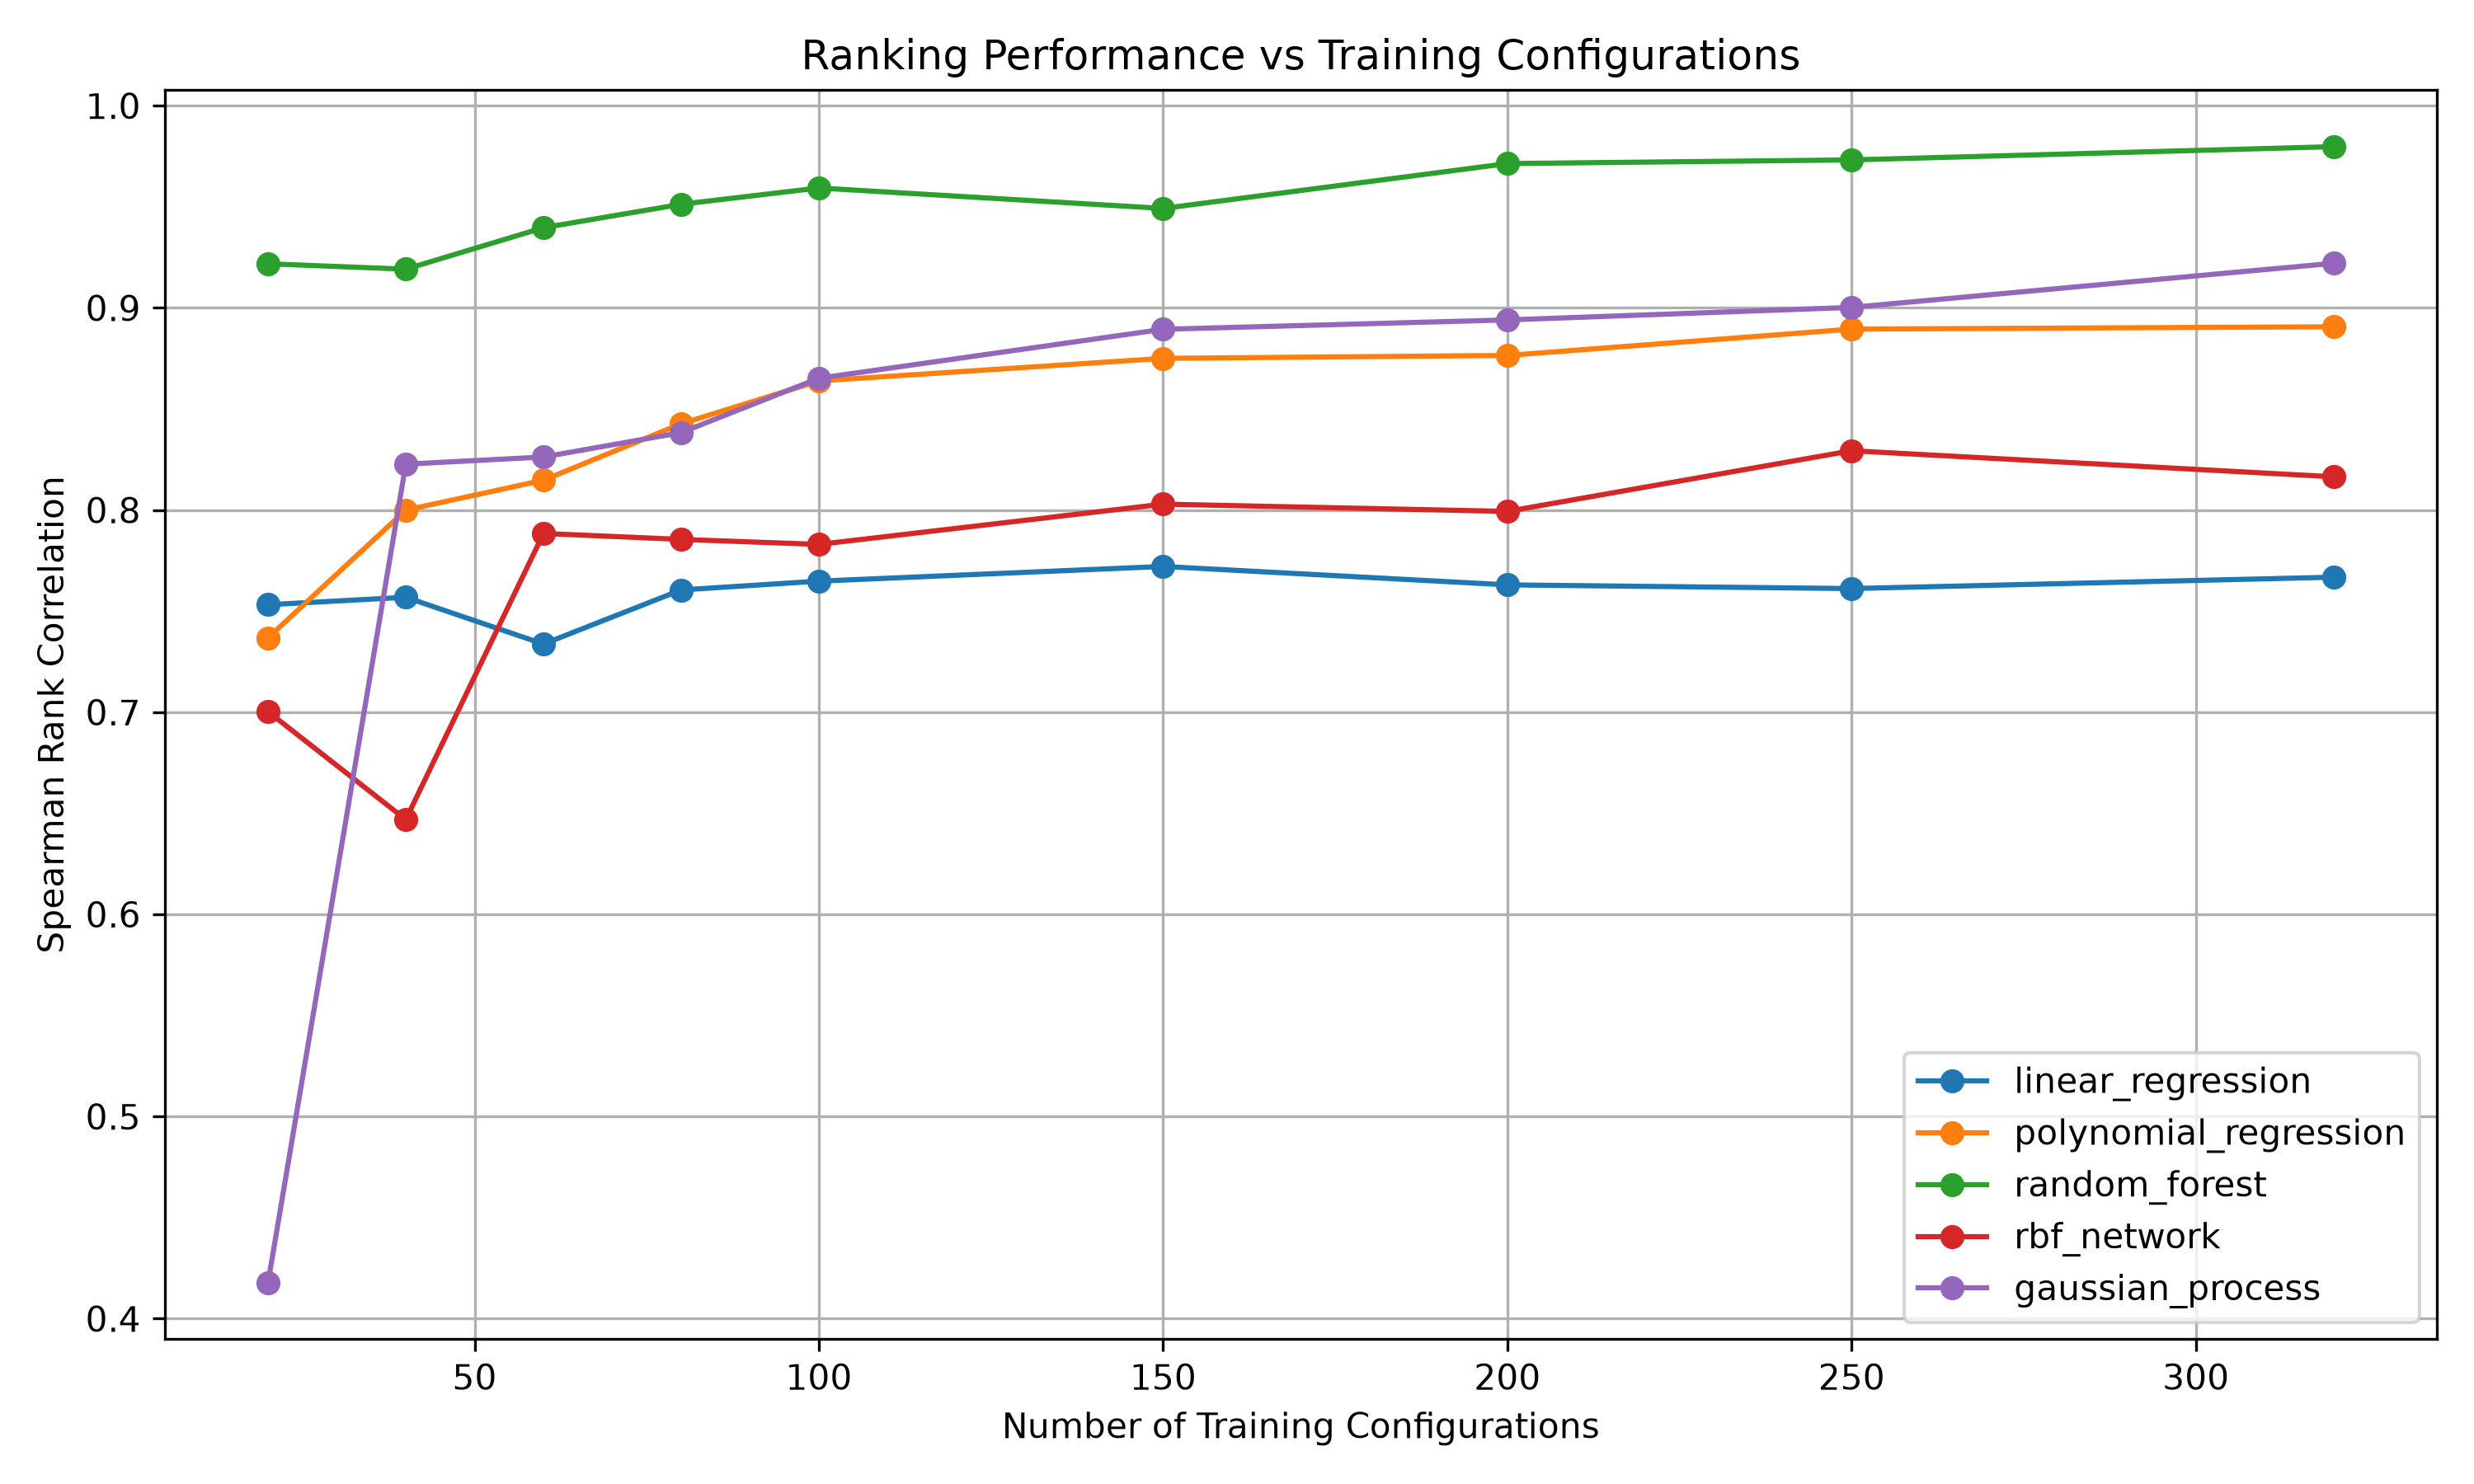 Ranking Performance vs Training Configurations
Spearman Rank Correlation
1.0
0.9
0.8
0.7
0.6
0.5
0.4
50
100
150
200
250
300
Number of Training Configurations
linear_regression
polynomial_regression
random_forest
rbf_network
gaussian_process